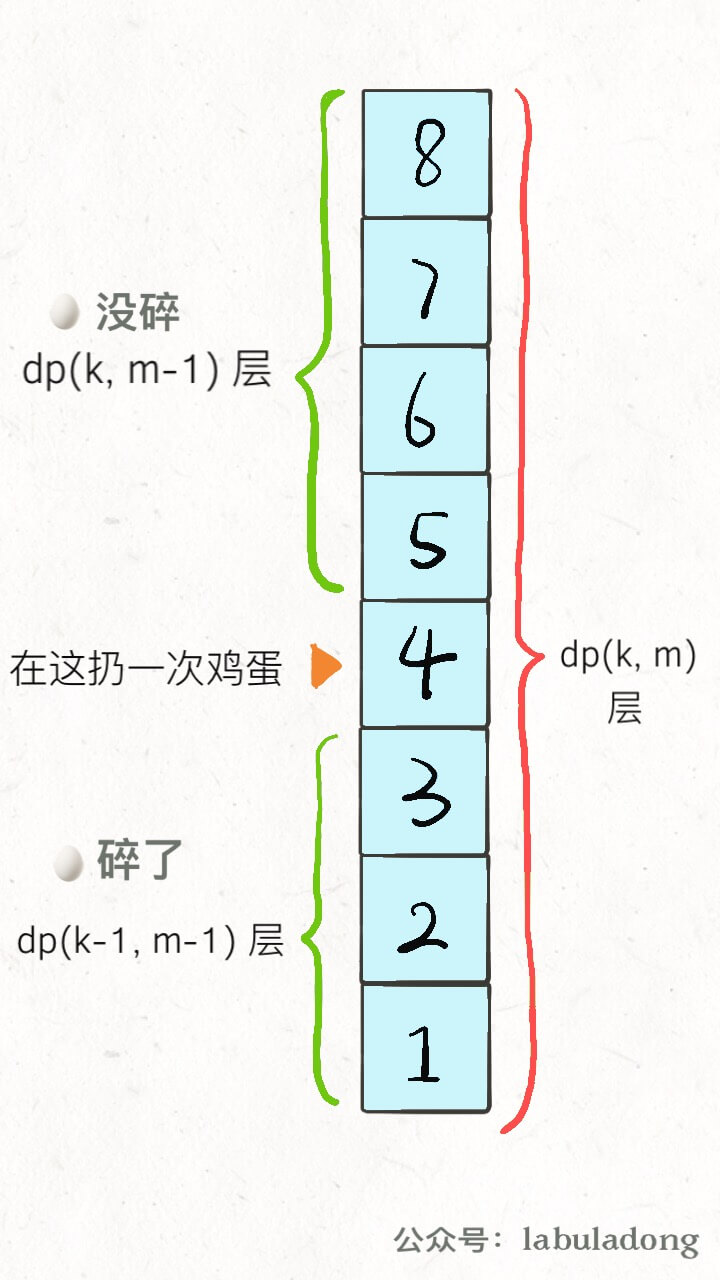 8
7
没碎
dp(k, m-1) 层
6
5
在这扔一次鸡蛋
4
dp(k, m)
层
3
碎了
dp(k-1, m-1) 层
2
1
公众号：labuladong